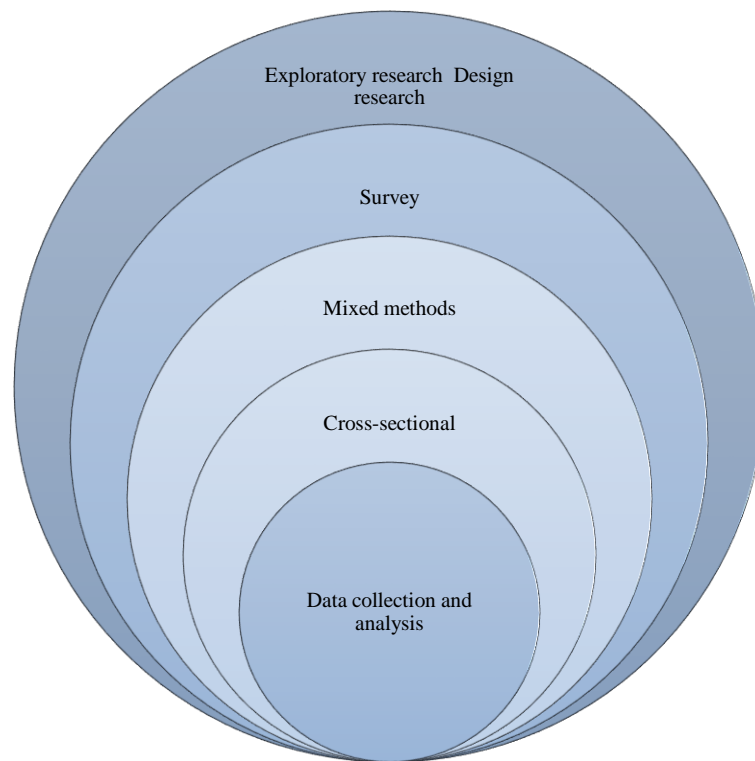 Exploratory research  Design
research
Survey
Mixed methods
Cross-sectional
Data collection and
analysis